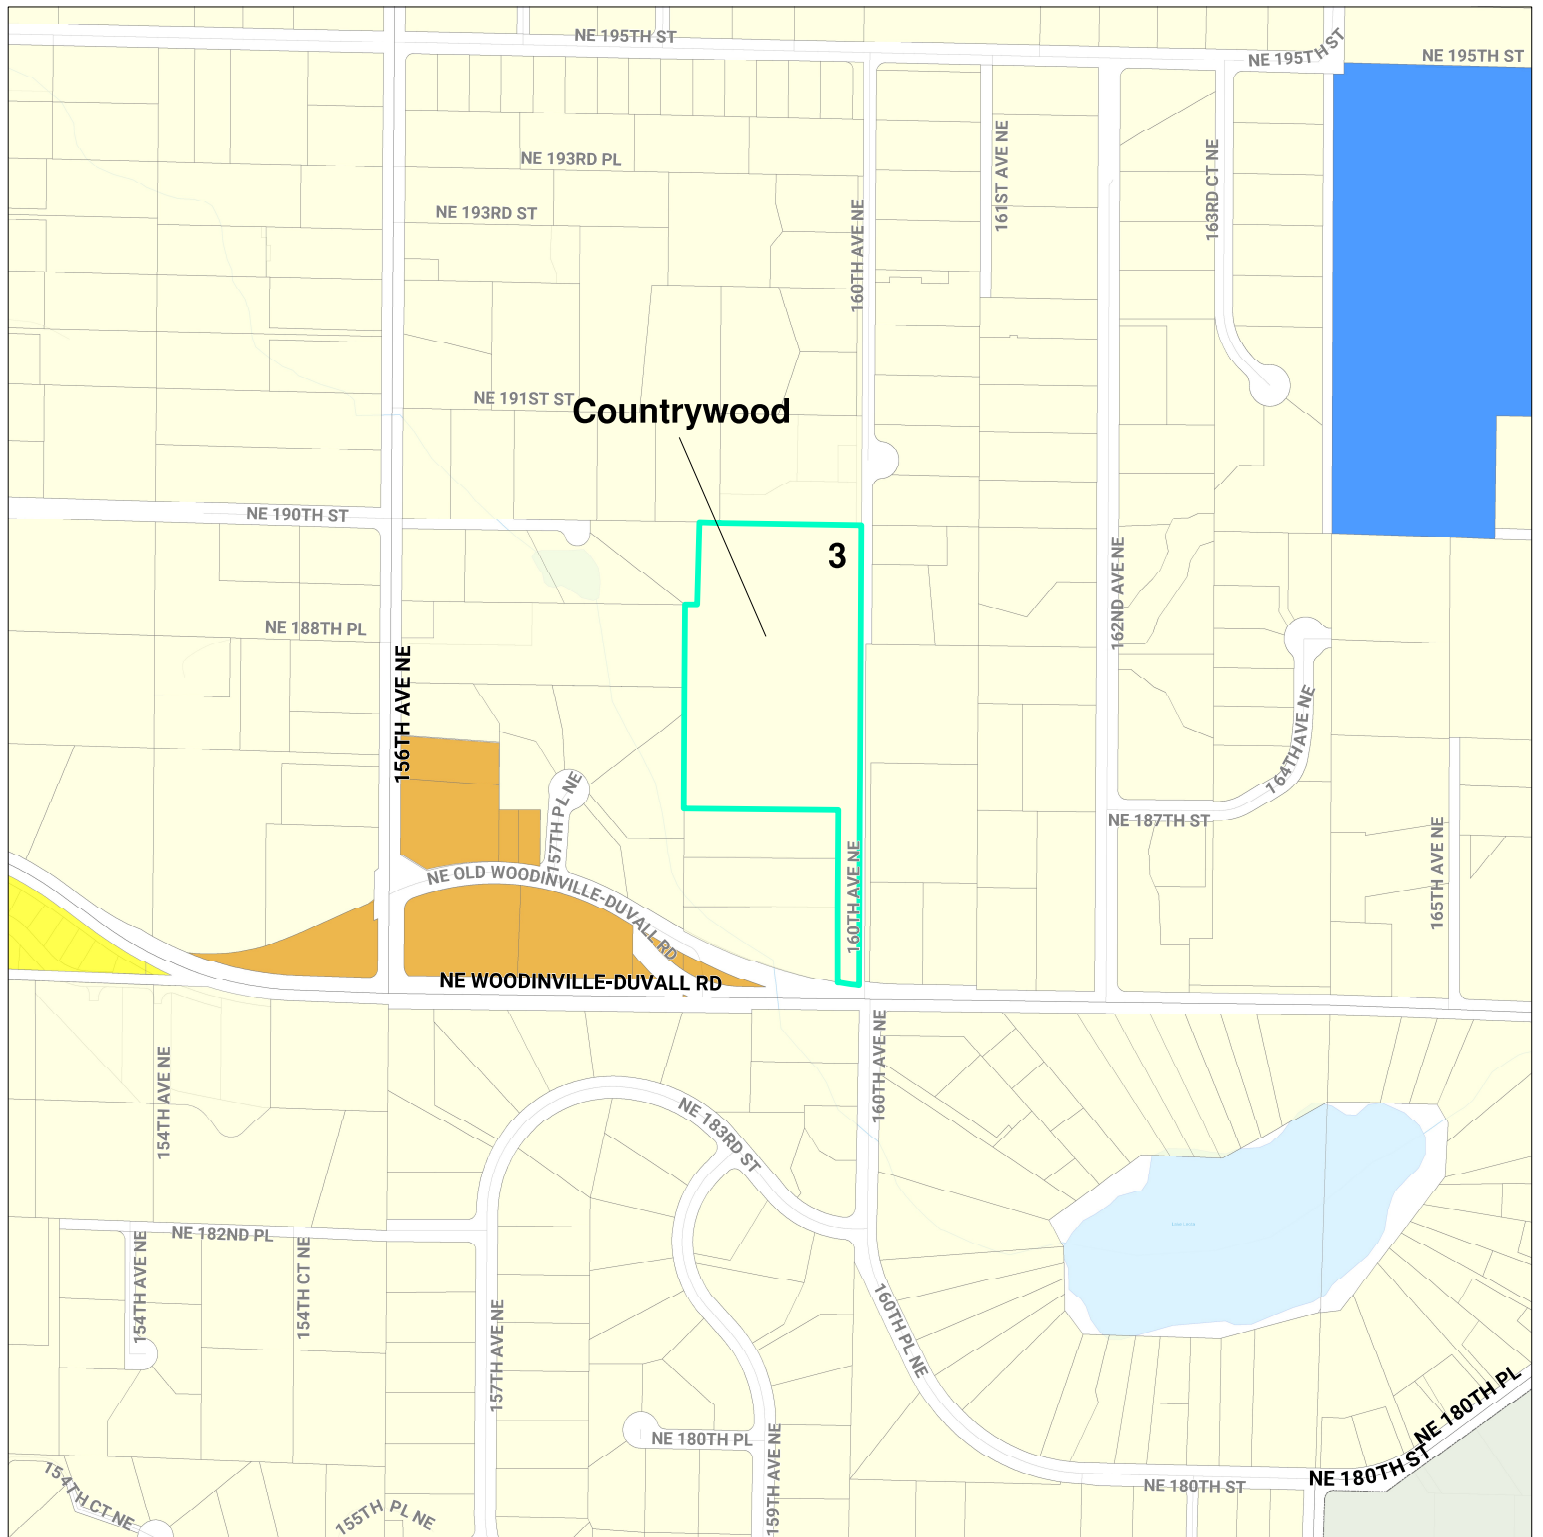 NE 195TH ST
NE 195TH ST
NE 195TH ST
NE 193RD PL
161ST AVE NE
163RD CT NE
NE 193RD ST
160TH AVE NE
NE 191ST ST
Countrywood
NE 190TH ST
3
162ND AVE NE
NE 188TH PL
156TH AVE NE
164TH AVE NE
NE 187TH ST
157TH PL NE
165TH AVE NE
160TH AVE NE
NE OLD WOODINVILLE-DUVALL RD
NE WOODINVILLE-DUVALL RD
154TH AVE NE
160TH AVE NE
NE 183RD ST
NE 182ND PL
154TH AVE NE
154TH CT NE
157TH AVE NE
160TH PL NE
NE 180TH PL
NE 180TH PL
159TH AVE NE
NE 180TH ST
NE 180TH ST
154TH CT NE
155TH PL NE